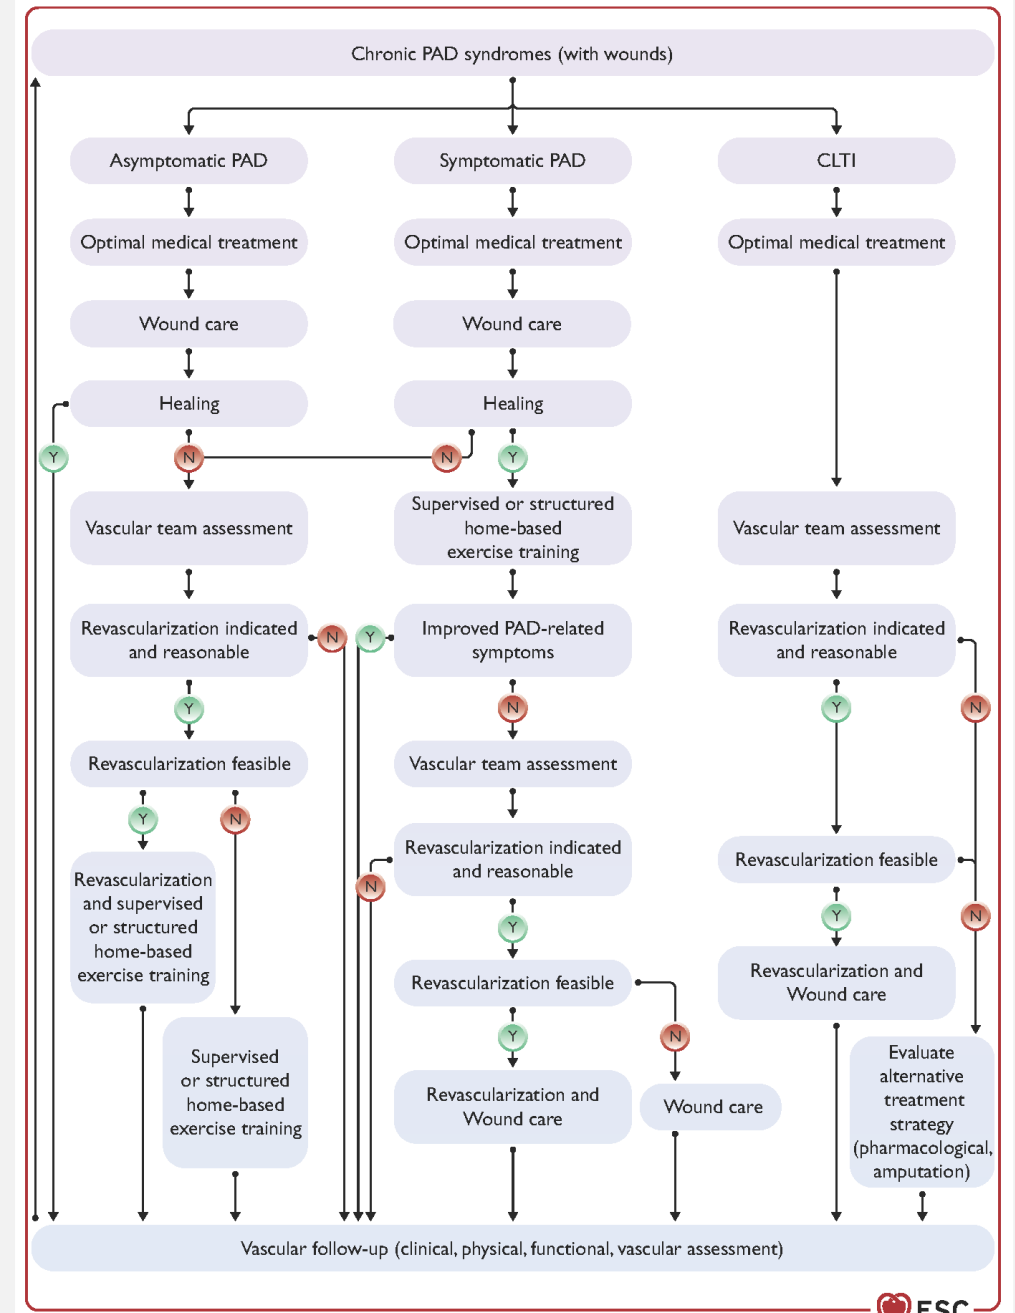 Chronic PAD syndromes (with wounds)
Asymptomatic PAD
Symptomatic PAD
CLTI
Optimal medical treatment
Optimal medical treatment
Optimal medical treatment
Wound care
Wound care
Healing
Healing
Y
N
N
Y
Vascular team assessment
Supervised or structured
home-based
exercise training
Vascular team assessment
Revascularization indicated
and reasonable
N
Y
Improved PAD-related
symptoms
Revascularization indicated
and reasonable
Y
N
Y
N
Revascularization feasible
Vascular team assessment
Y
N
Revascularization
and supervised
or structured
home-based
exercise training
Revascularization indicated
and reasonable
N
Y
Revascularization feasible
Y
N
Revascularization feasible
Y
N
Revascularization and
Wound care
Supervised
or structured
home-based
exercise training
Revascularization and
Wound care
Wound care
Evaluate
alternative
treatment
strategy
(pharmacological,
amputation)
Vascular follow-up (clinical, physical, functional, vascular assessment)
ESC